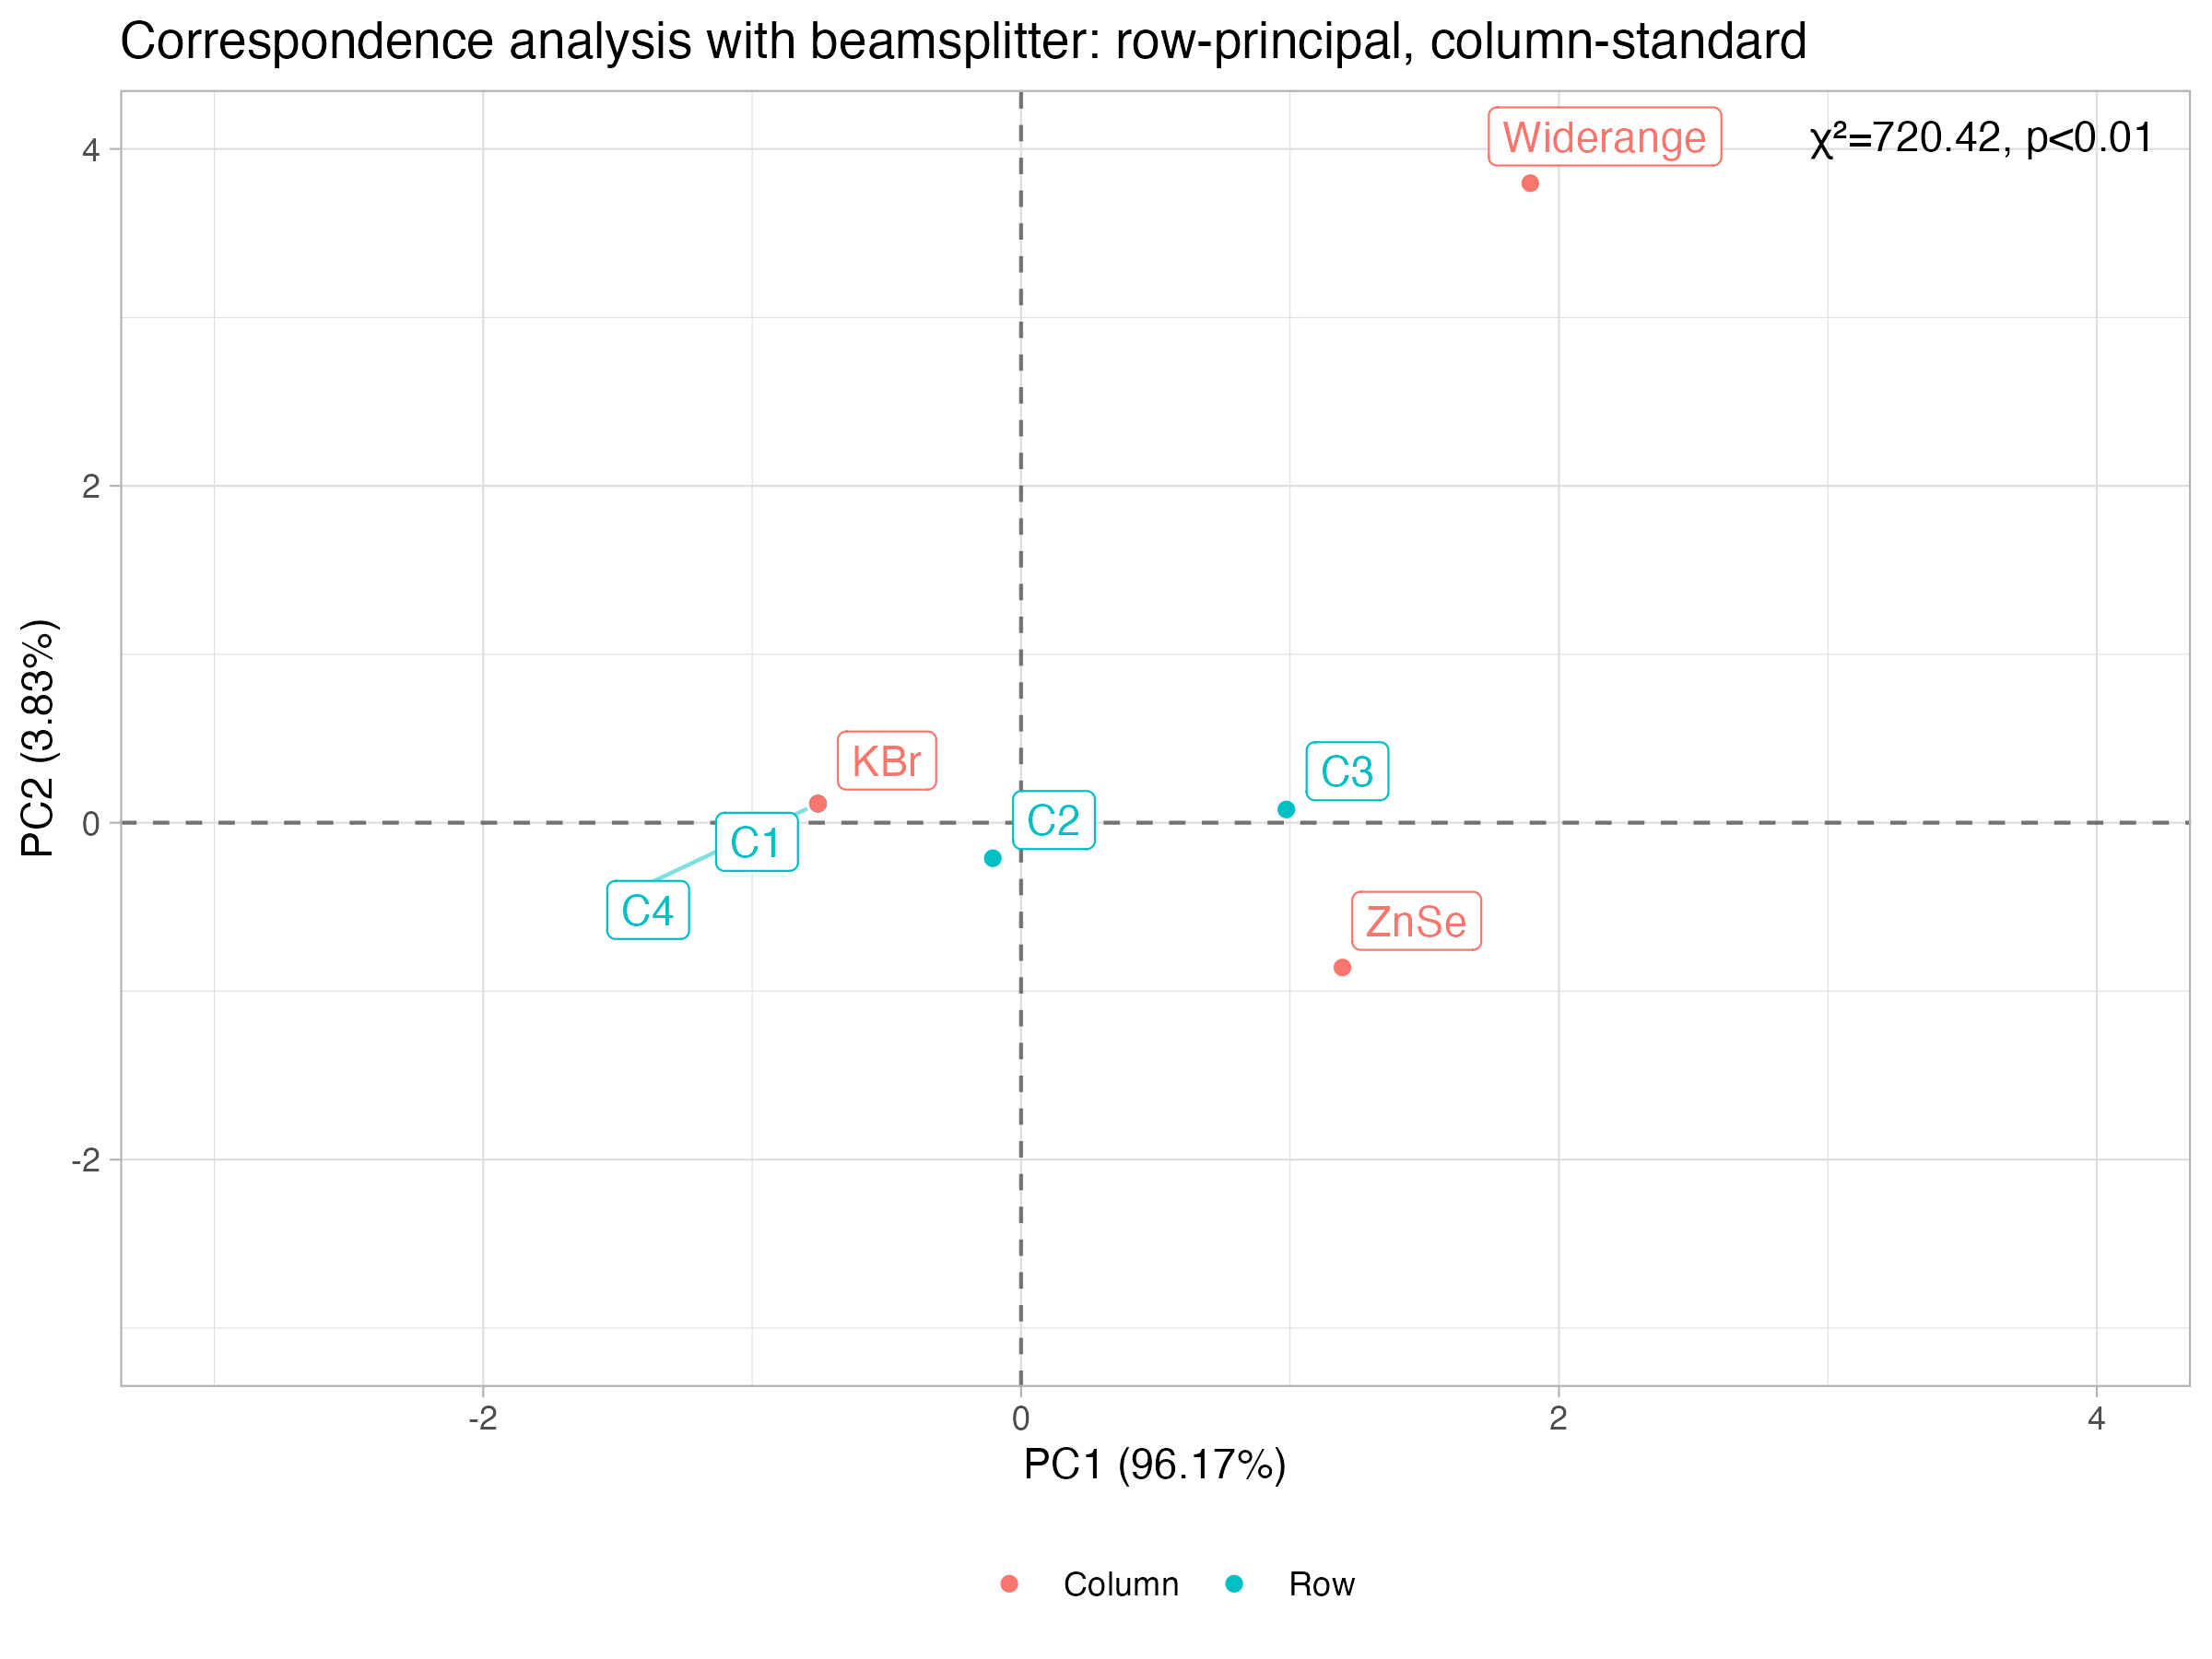 Correspondence analysis with beamsplitter: row-principal, column-standard
Widerange
χ²=720.42, p<0.01
4
2
KBr
C3
C2
0
C1
C4
ZnSe
-2
PC2 (3.83%)
-2
0
2
4
PC1 (96.17%)
Column
Row